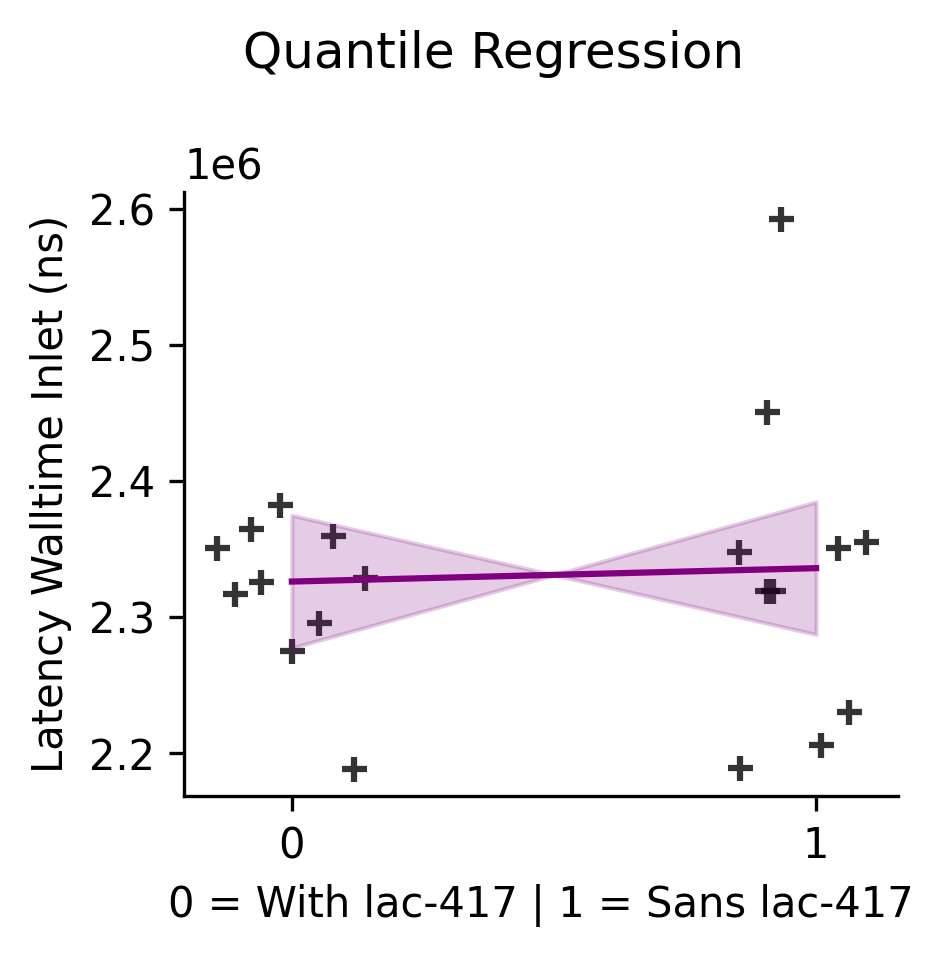 Quantile Regression
1e6
2.6
2.5
2.4
2.3
2.2
Latency Walltime Inlet (ns)
0 1
0 = With lac-417 | 1 = Sans lac-417